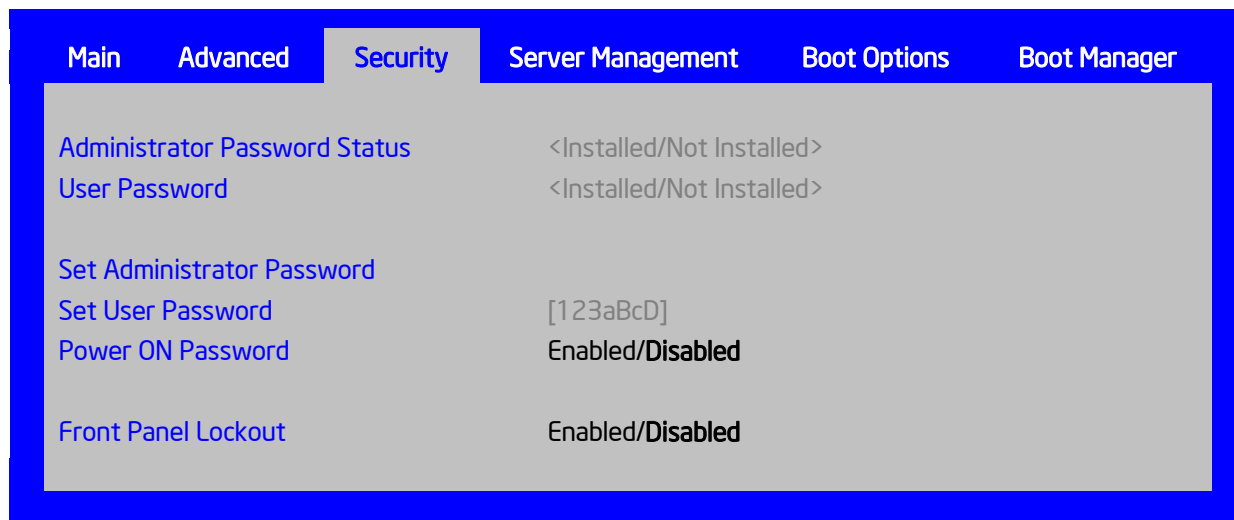 Main Advanced Security Server Management Boot Options Boot Manager
Administrator Password Status <Installed/Not Installed>
User Password <Installed/Not Installed>
Set Administrator Password
Set User Password [123aBcD]
Power ON Password Enabled/Disabled
Front Panel Lockout Enabled/Disabled